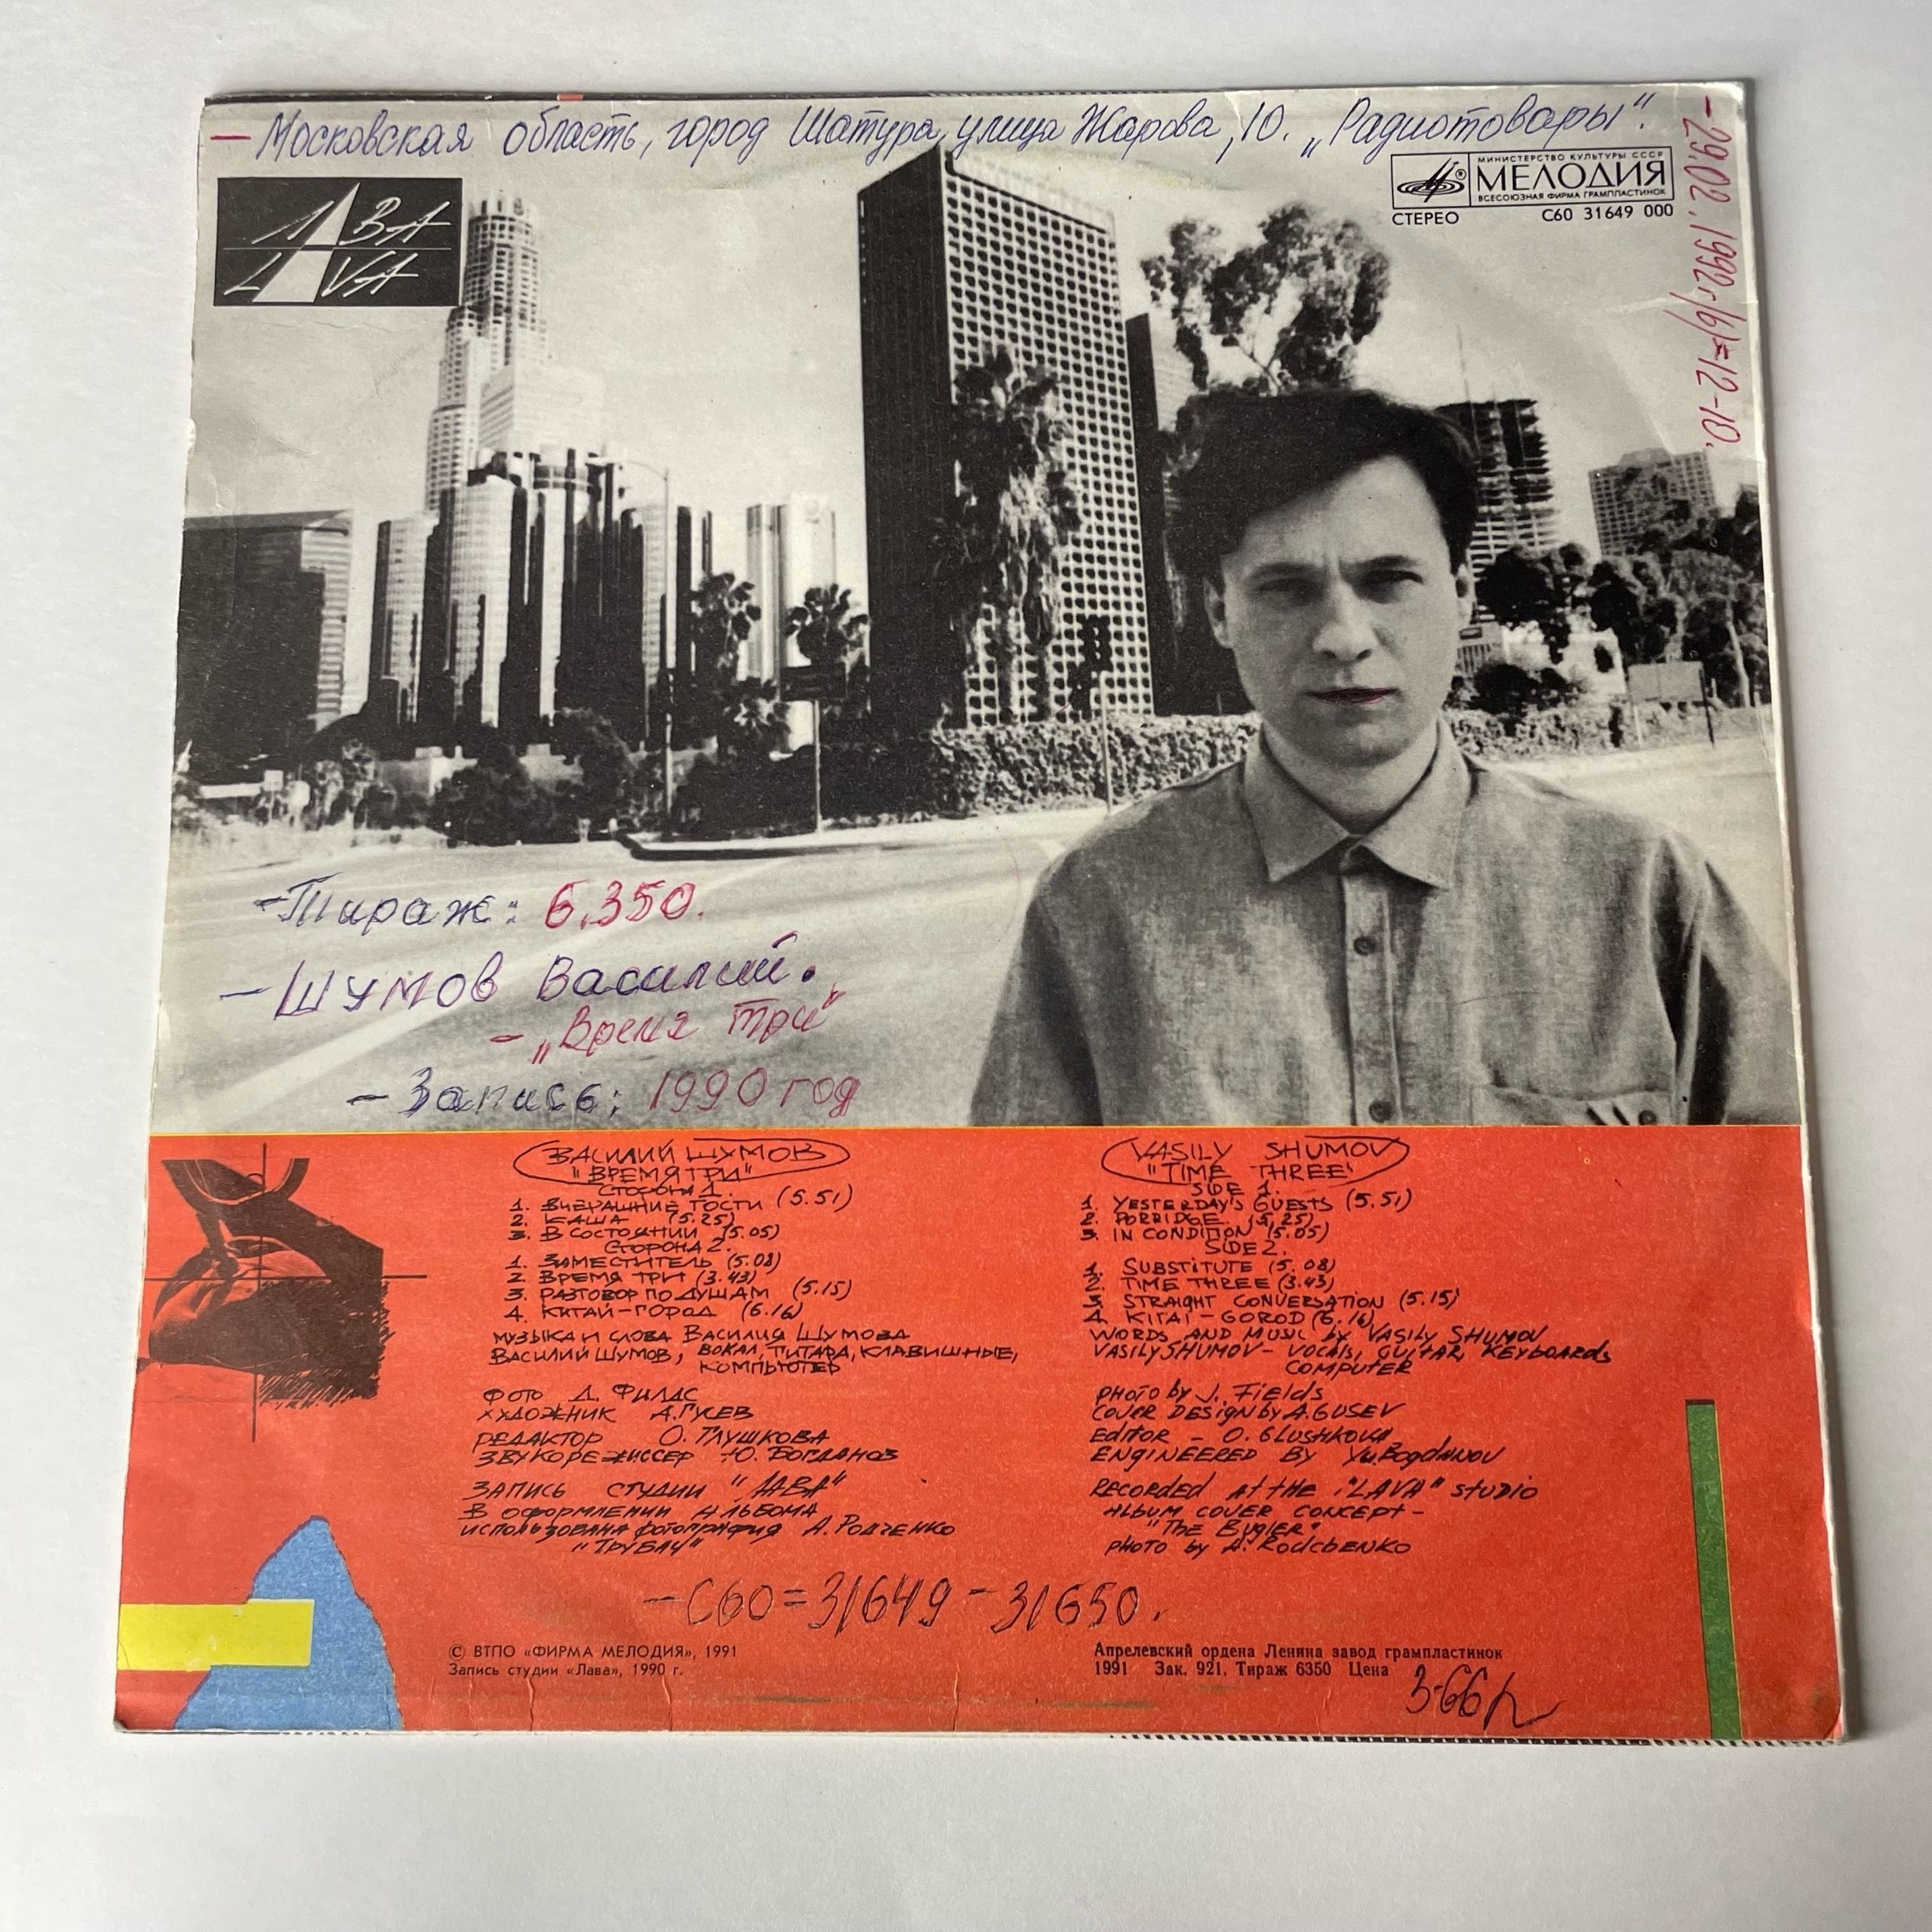 — Московская область, город Шатура, улица Жарова, 10. „Радиотовары“.
— 29.02.1992г. /6/=12-10.
ЛАВА
LAVA
МИНИСТЕРСТВО КУЛЬТУРЫ СССР
МЕЛОДИЯ
ВСЕСОЮЗНАЯ ФИРМА ГРАМПЛАСТИНОК
СТЕРЕО С60 31649 000
-Тираж: 6.350.
-Шумов Василий.
- „Время три“
- Запись: 1990 год
ВАСИЛИЙ ШУМОВ
"ВРЕМЯ ТРИ"
СТОРОНА 1.
1. ВЧЕРАШНИЕ ГОСТИ (5.51)
2. КАША (5.25)
3. В СОСТОЯНИИ (5.05)
СТОРОНА 2.
1. ЗАМЕСТИТЕЛЬ (5.08)
2. ВРЕМЯ ТРИ (3.43)
3. РАЗГОВОР ПО ДУШАМ (5.15)
4. КИТАЙ-ГОРОД (6.16)
МУЗЫКА И СЛОВА ВАСИЛИЯ ШУМОВА
ВАСИЛИЙ ШУМОВ, ВОКАЛ, ГИТАРА, КЛАВИШНЫЕ,
КОМПЬЮТЕР
ФОТО Д. ФИЛДС
ХУДОЖНИК А. ГУСЕВ
РЕДАКТОР О. ГЛУШКОВА
ЗВУКОРЕЖИССЕР Ю. БОГДАНОВ
ЗАПИСЬ СТУДИИ "ЛАВА"
В ОФОРМЛЕНИИ АЛЬБОМА
ИСПОЛЬЗОВАНА ФОТОГРАФИЯ А. РОДЧЕНКО
"ТРУБАЧ"
VASILY SHUMOV
"TIME THREE"
SIDE 1.
1. YESTERDAY'S GUESTS (5.51)
2. PORRIDGE (5.25)
3. IN CONDITION (5.05)
SIDE 2.
1. SUBSTITUTE (5.08)
2. TIME THREE (3.43)
3. STRAIGHT CONVERSATION (5.15)
4. KITAI-GOROD (6.16)
WORDS AND MUSIC by VASILY SHUMOV
VASILY SHUMOV - VOCALS, GUITAR, KEYBOARDS
COMPUTER
PHOTO by J. FIELDS
COVER DESIGN by A. GUSEV
EDITOR - O. GLUSHKOVA
ENGINEERED BY Yu. Bogdanov
RECORDED AT THE "LAVA" STUDIO
ALBUM COVER CONCEPT -
"THE BUGLER"
PHOTO by A. RODCHENKO
- С60=31649-31650.
© ВТПО «ФИРМА МЕЛОДИЯ», 1991
Запись студии «Лава», 1990 г.
Апрелевский ордена Ленина завод грампластинок
1991 Зак. 921. Тираж 6350 Цена 3-66р